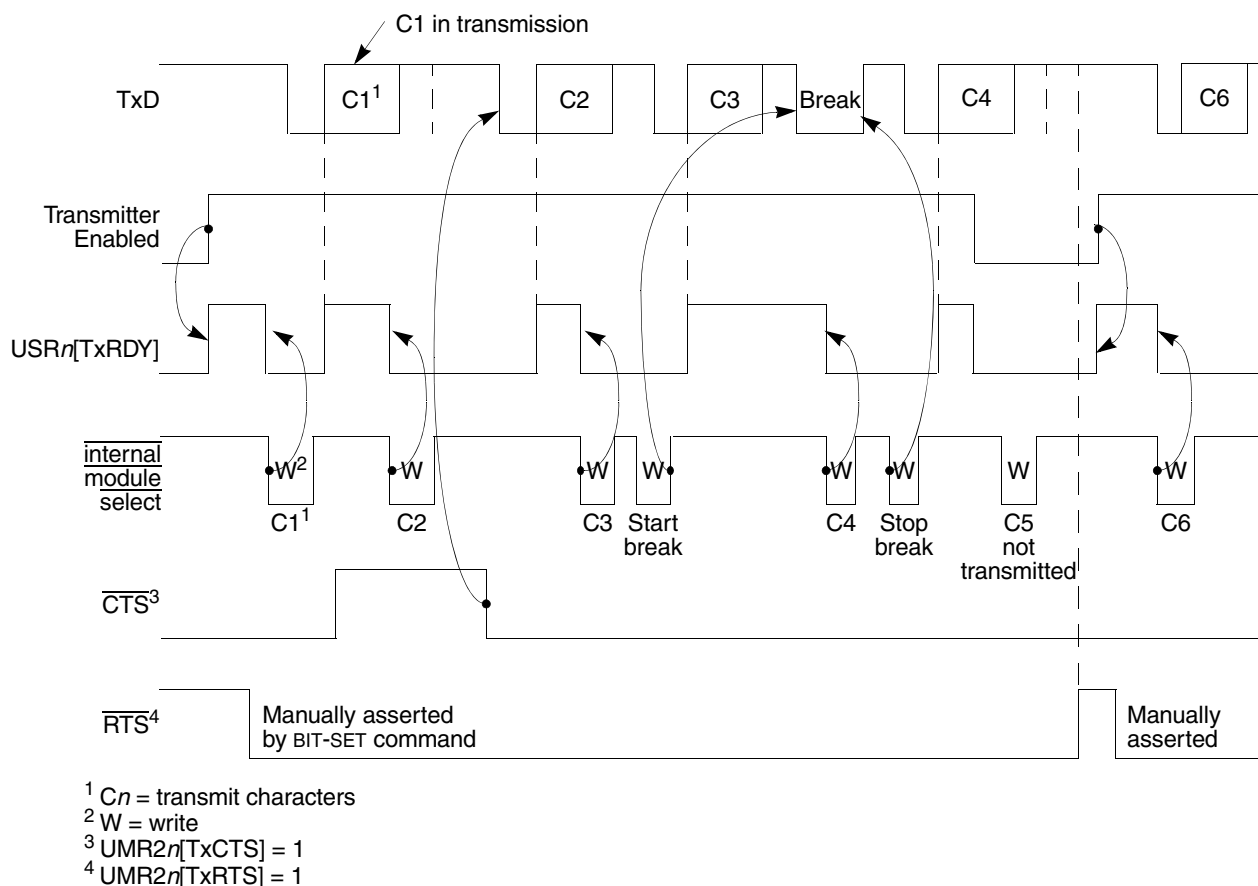 C1 in transmission
TxD
C1¹
C2
C3
Break
C4
C6
Transmitter
Enabled
USRn[TxRDY]
internal
module
select
W²
W
W
W
W
W
W
W
C1¹
C2
C3
Start
break
C4
Stop
break
C5
not
transmitted
C6
CTS³
RTS⁴
Manually asserted
by BIT-SET command
Manually
asserted
¹ Cn = transmit characters
² W = write
³ UMR2n[TxCTS] = 1
⁴ UMR2n[TxRTS] = 1